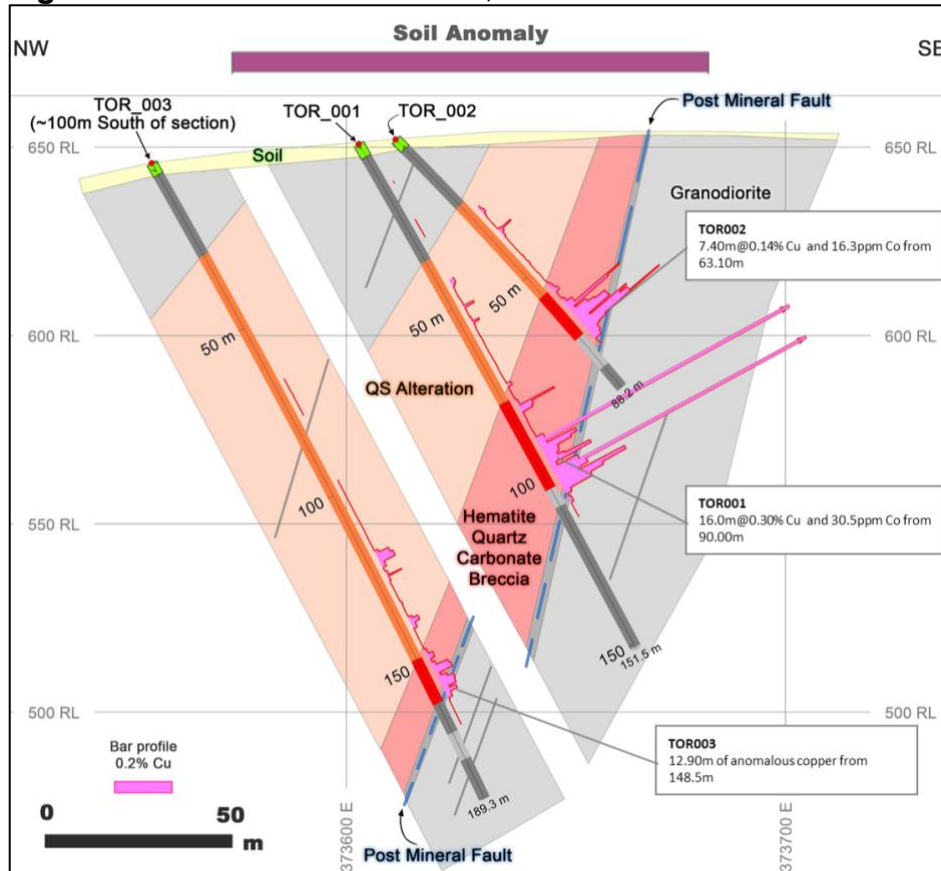 NW
Soil Anomaly
SE
TOR_003
(~100m South of section)
TOR_001
TOR_002
Post Mineral Fault
650 RL
Soil
650 RL
Granodiorite
TOR002
7.40m@0.14% Cu and 16.3ppm Co from
63.10m
50 m
50 m
50 m
600 RL
600 RL
88.2 m
QS Alteration
100
100
Hematite
Quartz
Carbonate
Breccia
TOR001
16.0m@0.30% Cu and 30.5ppm Co from
90.00m
550 RL
550 RL
150
150
151.5 m
500 RL
500 RL
TOR003
12.90m of anomalous copper from
148.5m
Bar profile
0.2% Cu
189.3 m
0
50
m
373600 E
373700 E
Post Mineral Fault